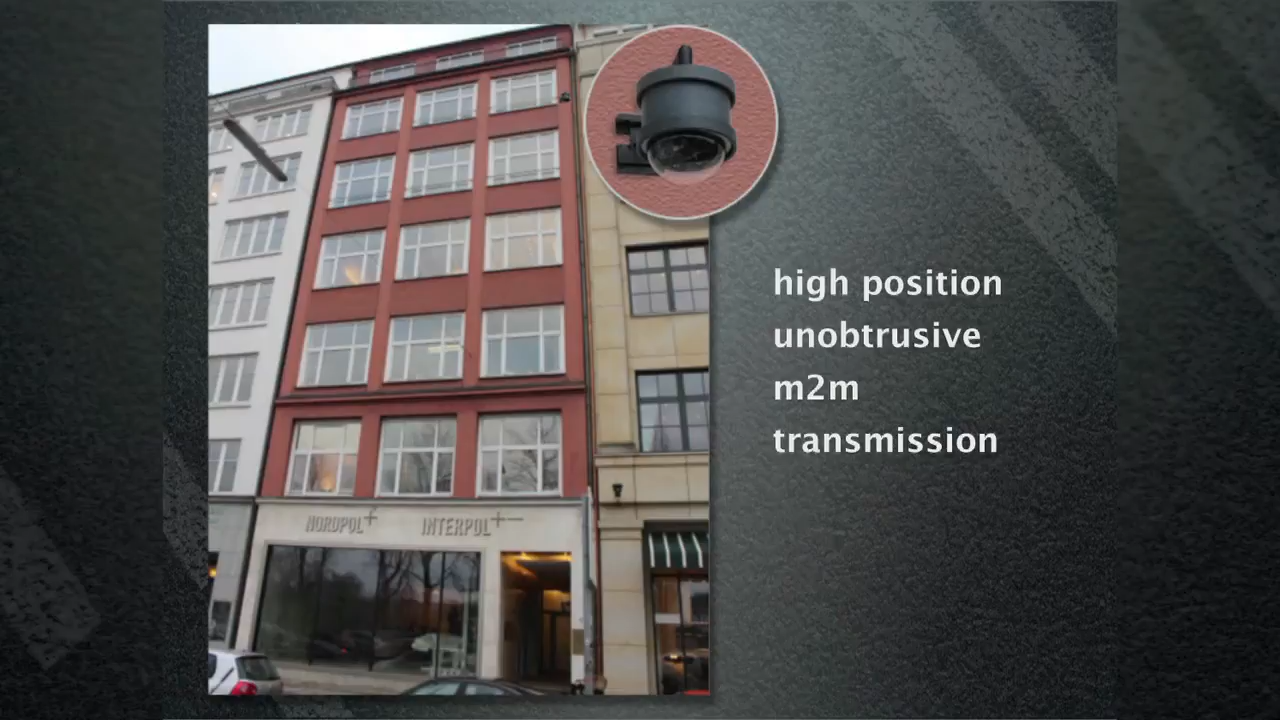 high position
unobtrusive
m2m
transmission
NORDPOL+ INTERPOL+−